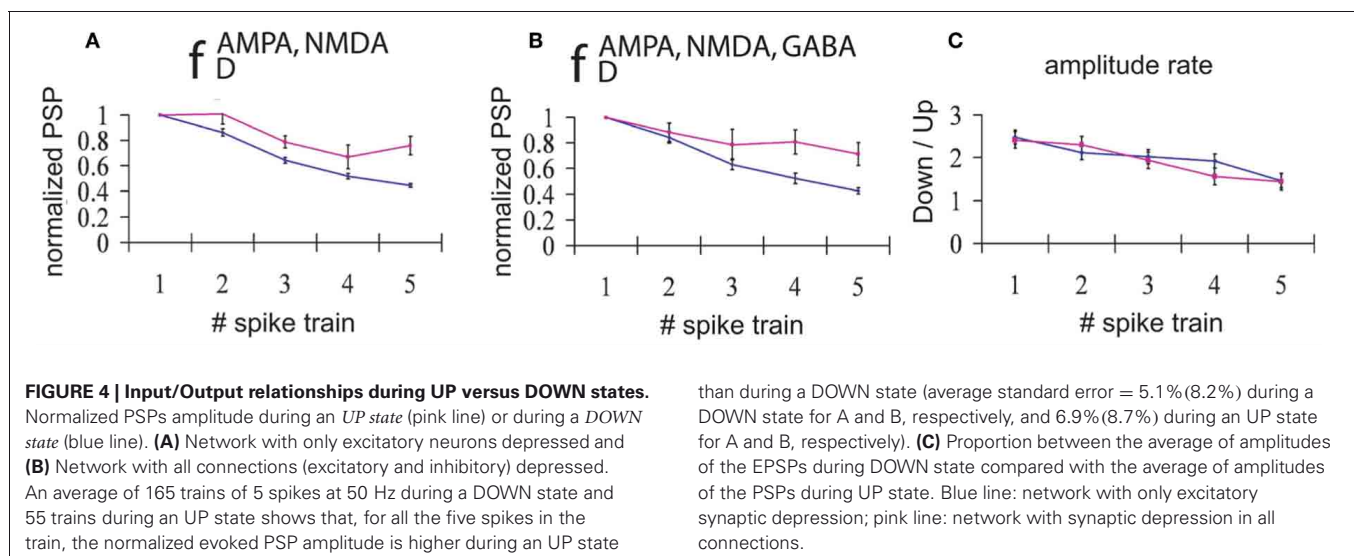 A
f D AMPA, NMDA
normalized PSP
1
0.8
0.6
0.4
0.2
0
1 2 3 4 5
# spike train
B
f D AMPA, NMDA, GABA
normalized PSP
1
0.8
0.6
0.4
0.2
0
1 2 3 4 5
# spike train
C
amplitude rate
Down / Up
3
2
1
0
1 2 3 4 5
# spike train
FIGURE 4 | Input/Output relationships during UP versus DOWN states.
Normalized PSPs amplitude during an UP state (pink line) or during a DOWN
state (blue line). (A) Network with only excitatory neurons depressed and
(B) Network with all connections (excitatory and inhibitory) depressed.
An average of 165 trains of 5 spikes at 50 Hz during a DOWN state and
55 trains during an UP state shows that, for all the five spikes in the
train, the normalized evoked PSP amplitude is higher during an UP state
than during a DOWN state (average standard error = 5.1%(8.2%) during a
DOWN state for A and B, respectively, and 6.9%(8.7%) during an UP state
for A and B, respectively). (C) Proportion between the average of amplitudes
of the EPSPs during DOWN state compared with the average of amplitudes
of the PSPs during UP state. Blue line: network with only excitatory
synaptic depression; pink line: network with synaptic depression in all
connections.